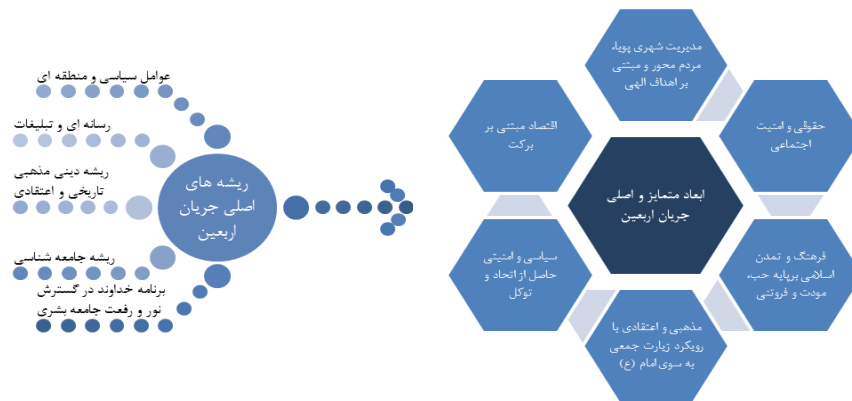 عوامل سیاسی و منطقه ای
رسانه ای و تبلیغات
ریشه دینی مذهبی
تاریخی و اعتقادی
ریشه جامعه شناسی
برنامه خداوند در گسترش
نور و رفعت جامعه بشری
ریشه های
اصلی جریان
اربعین
مدیریت شهری پویا،
مردم محور و مبتنی
بر اهداف الهی
حقوقی و امنیت
اجتماعی
فرهنگ و تمدن
اسلامی برپایه حب،
مودت و فروتنی
مذهبی و اعتقادی با
رویکرد زیارت جمعی
به سوی امام (ع)
سیاسی و امنیتی
حاصل از اتحاد و
توکل
اقتصاد مبتنی بر
برکت
ابعاد متمایز و اصلی
جریان اربعین